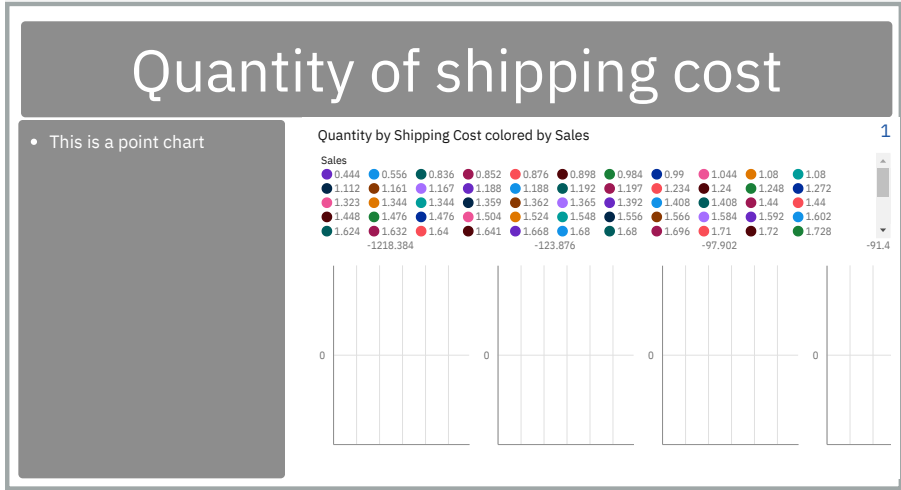 Quantity of shipping cost
• This is a point chart
Quantity by Shipping Cost colored by Sales
1
Sales
0.444 0.556 0.836 0.852 0.876 0.898 0.984 0.99 1.044 1.08 1.08
1.112 1.161 1.167 1.188 1.188 1.192 1.197 1.234 1.24 1.248 1.272
1.323 1.344 1.344 1.359 1.362 1.365 1.392 1.408 1.408 1.44 1.44
1.448 1.476 1.476 1.504 1.524 1.548 1.556 1.566 1.584 1.592 1.602
1.624 1.632 1.64 1.641 1.668 1.68 1.68 1.696 1.71 1.72 1.728
-1218.384 -123.876 -97.902 -91.4
0 0 0 0